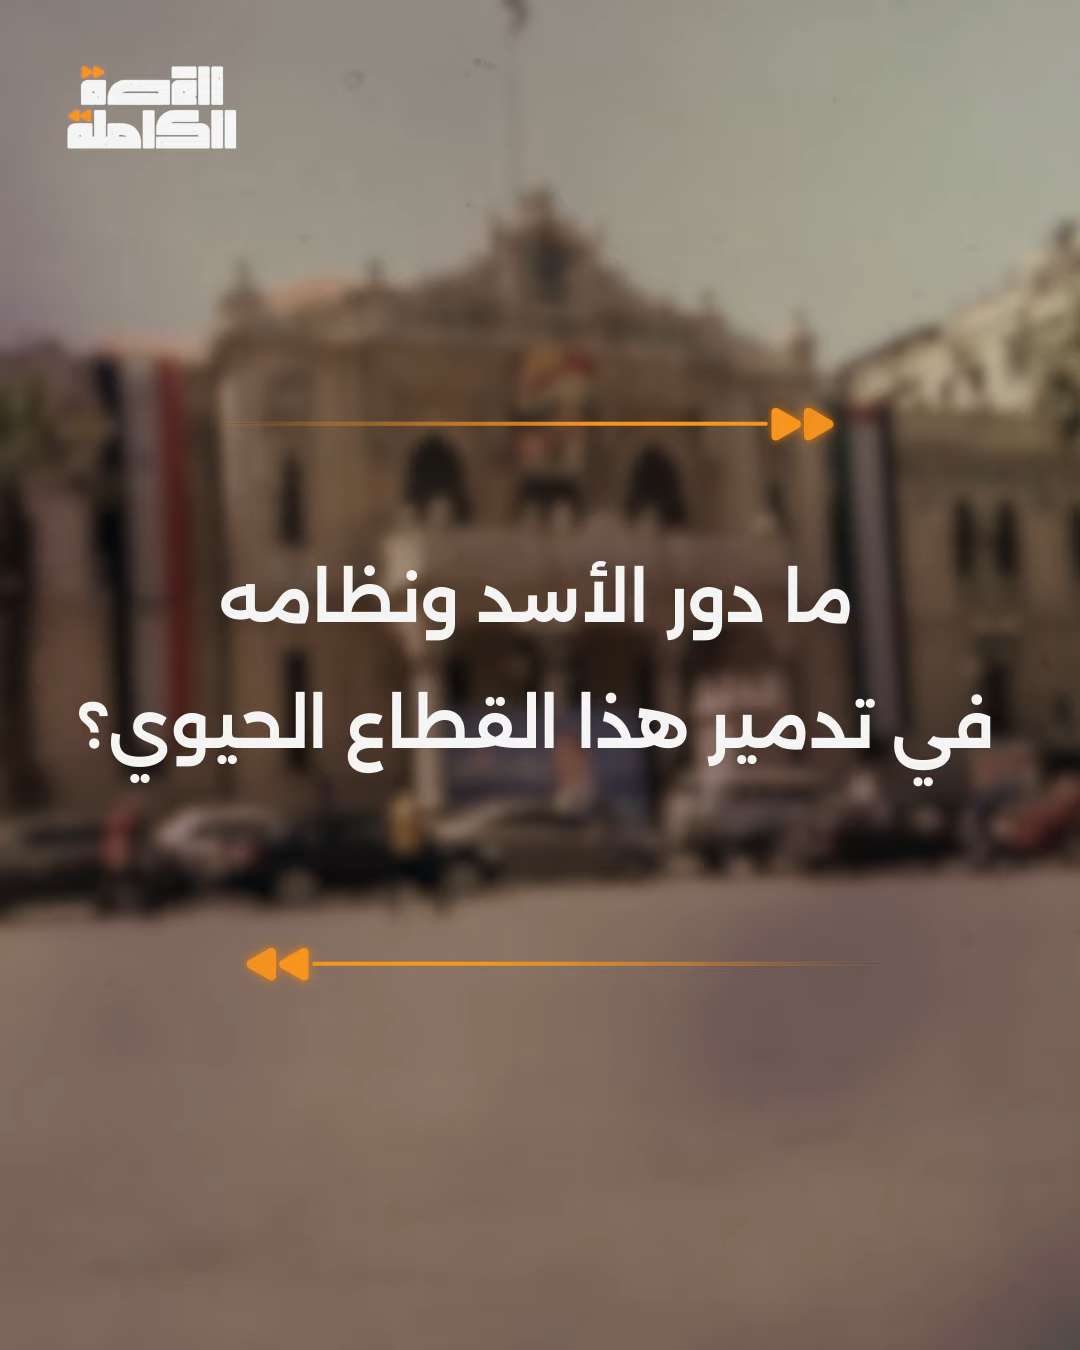 القصة
الكاملة
ما دور الأسد ونظامه
في تدمير هذا القطاع الحيوي؟